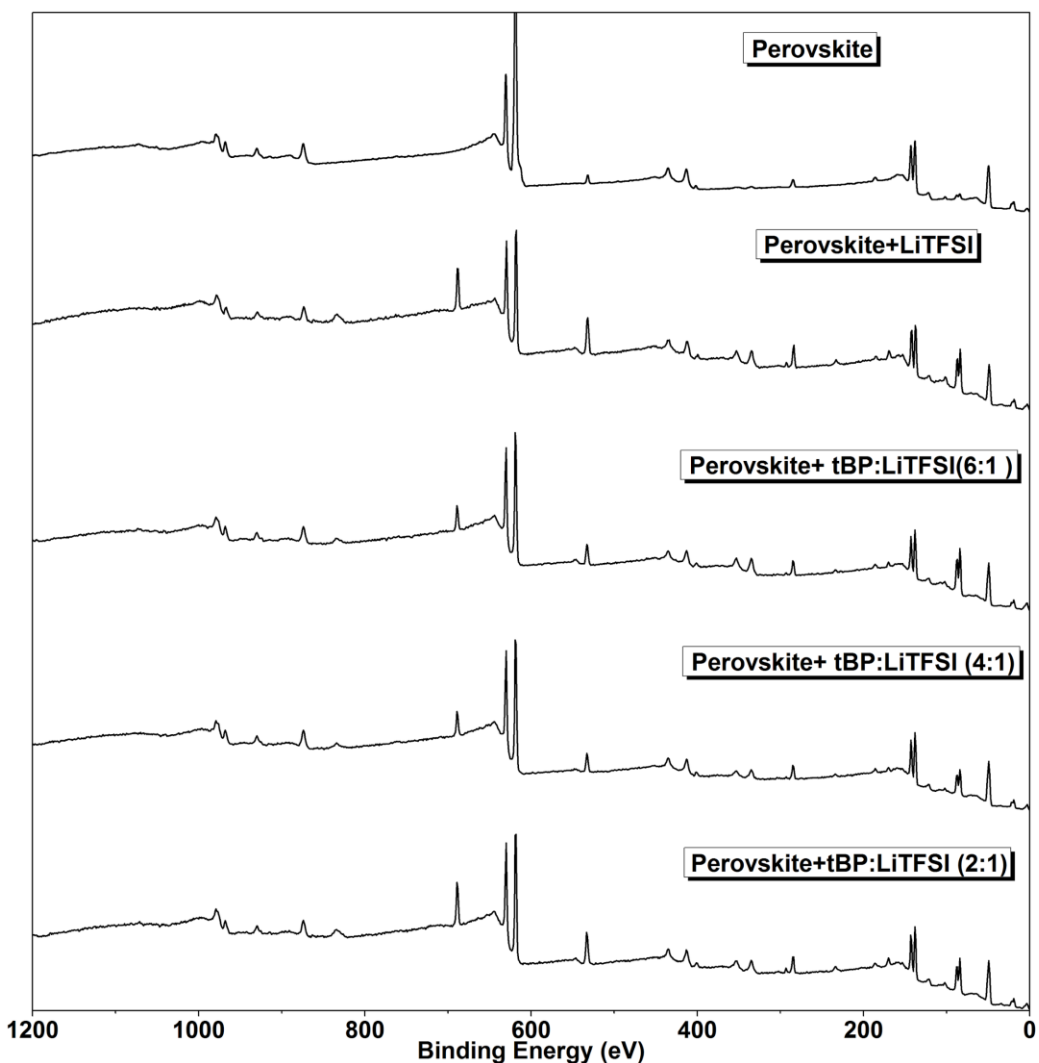 Perovskite
Perovskite+LiTFSI
Perovskite+ tBP:LiTFSI(6:1 )
Perovskite+ tBP:LiTFSI (4:1)
Perovskite+tBP:LiTFSI (2:1)
1200 1000 800 600 400 200 0
Binding Energy (eV)